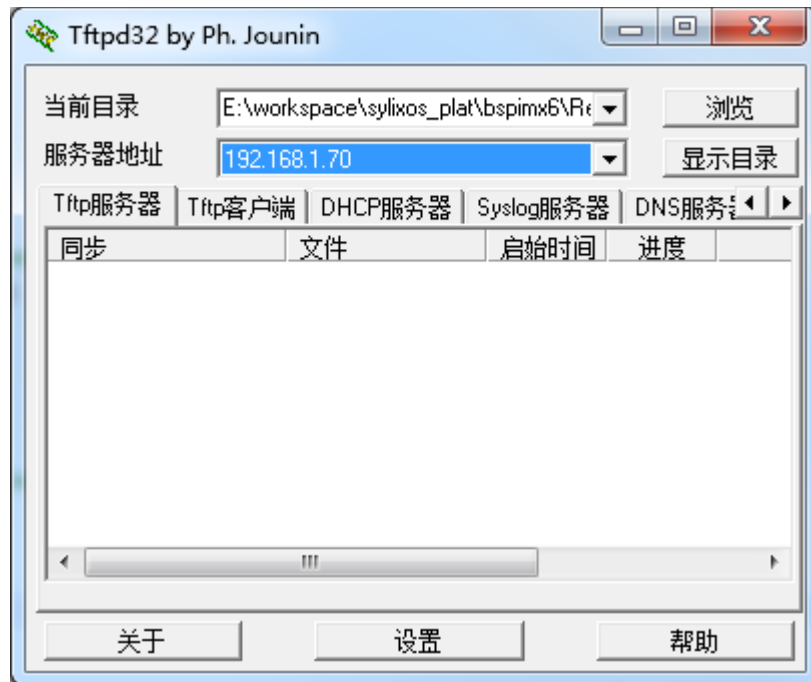 Tftpd32 by Ph. Jounin
当前目录 E:\workspace\sylixos_plat\bspimx6\Re 浏览
服务器地址 192.168.1.70 显示目录
Tftp服务器 Tftp客户端 DHCP服务器 Syslog服务器 DNS服务
同步 文件 启始时间 进度
关于 设置 帮助